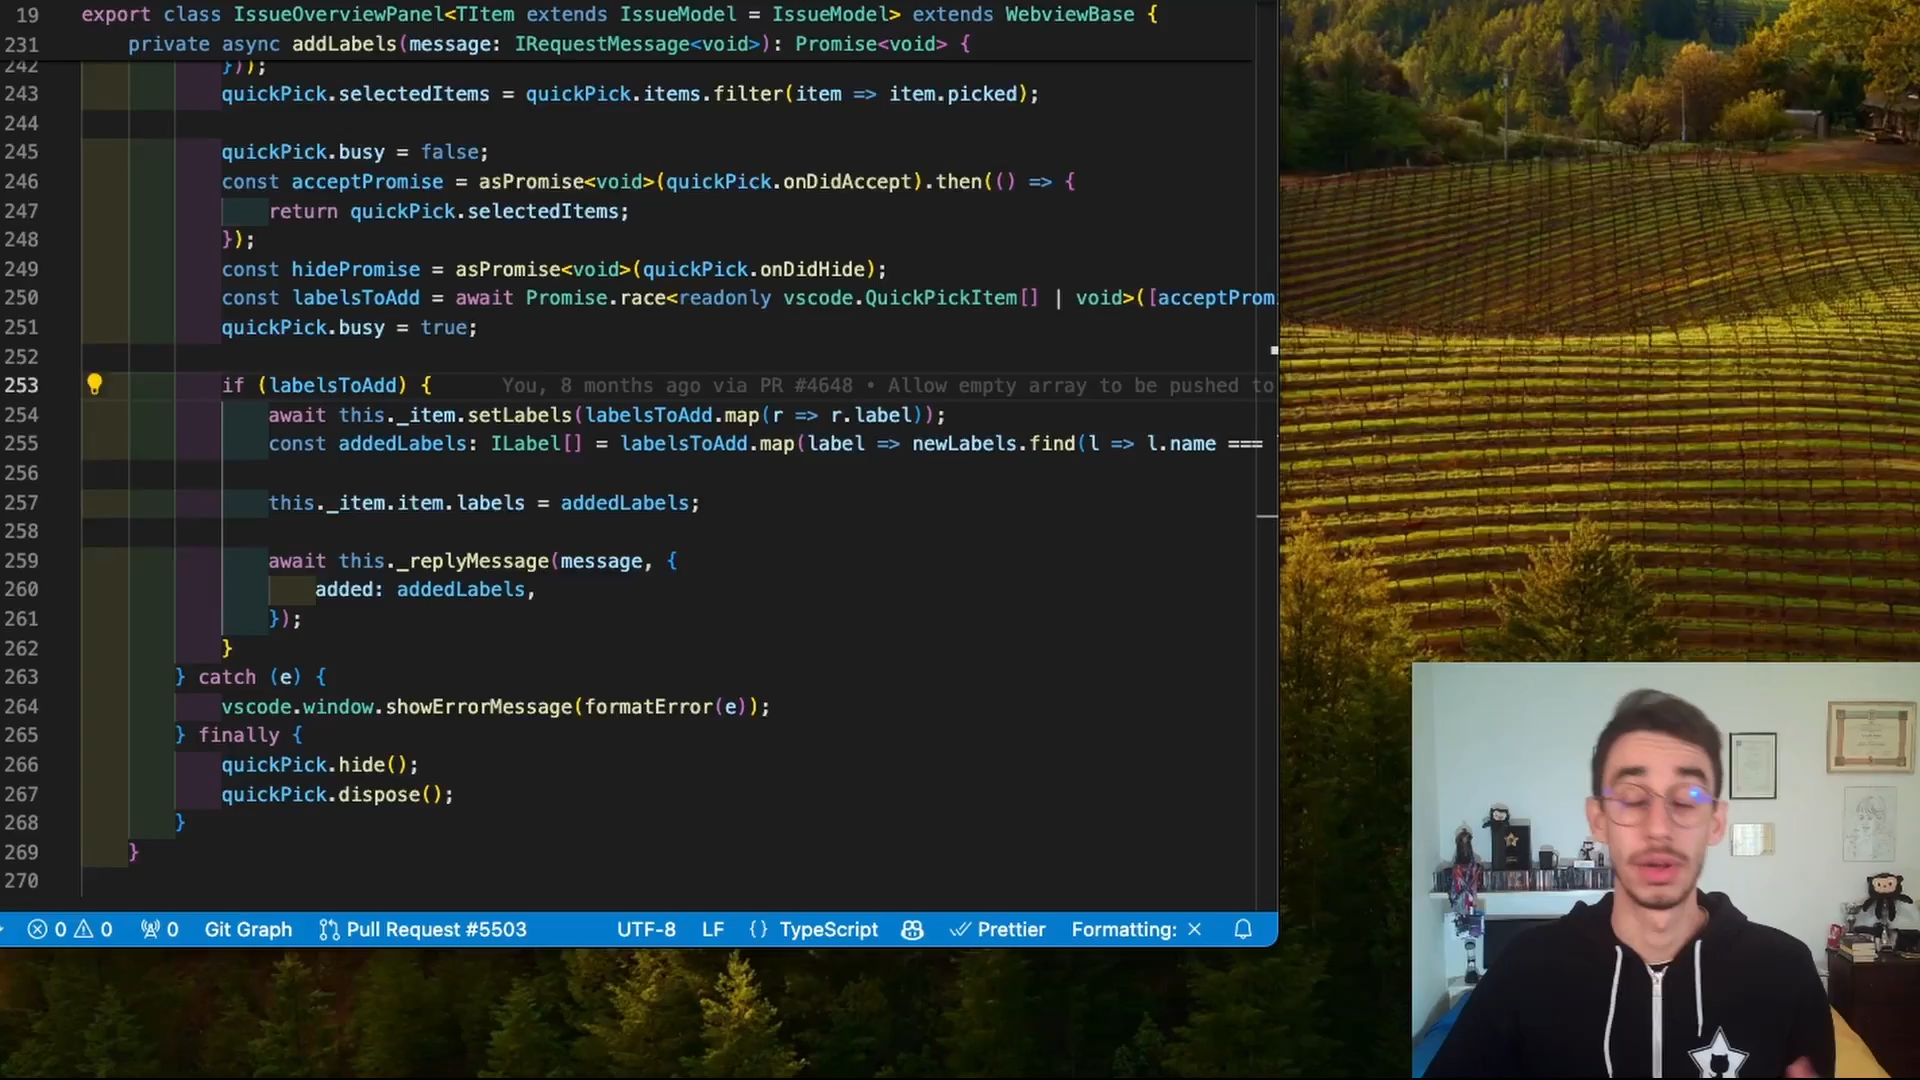 19 export class IssueOverviewPanel<TItem extends IssueModel = IssueModel> extends WebviewBase {
231 private async addLabels(message: IRequestMessage<void>): Promise<void> {
242 }));
243 quickPick.selectedItems = quickPick.items.filter(item => item.picked);
244
245 quickPick.busy = false;
246 const acceptPromise = asPromise<void>(quickPick.onDidAccept).then(() => {
247 return quickPick.selectedItems;
248 });
249 const hidePromise = asPromise<void>(quickPick.onDidHide);
250 const labelsToAdd = await Promise.race<readonly vscode.QuickPickItem[] | void>([acceptProm
251 quickPick.busy = true;
252
253 if (labelsToAdd) { You, 8 months ago via PR #4648 • Allow empty array to be pushed to
254 await this._item.setLabels(labelsToAdd.map(r => r.label));
255 const addedLabels: ILabel[] = labelsToAdd.map(label => newLabels.find(l => l.name ===
256
257 this._item.item.labels = addedLabels;
258
259 await this._replyMessage(message, {
260 added: addedLabels,
261 });
262 }
263 } catch (e) {
264 vscode.window.showErrorMessage(formatError(e));
265 } finally {
266 quickPick.hide();
267 quickPick.dispose();
268 }
269 }
270
0 0 0 Git Graph Pull Request #5503 UTF-8 LF {} TypeScript Prettier Formatting: ×